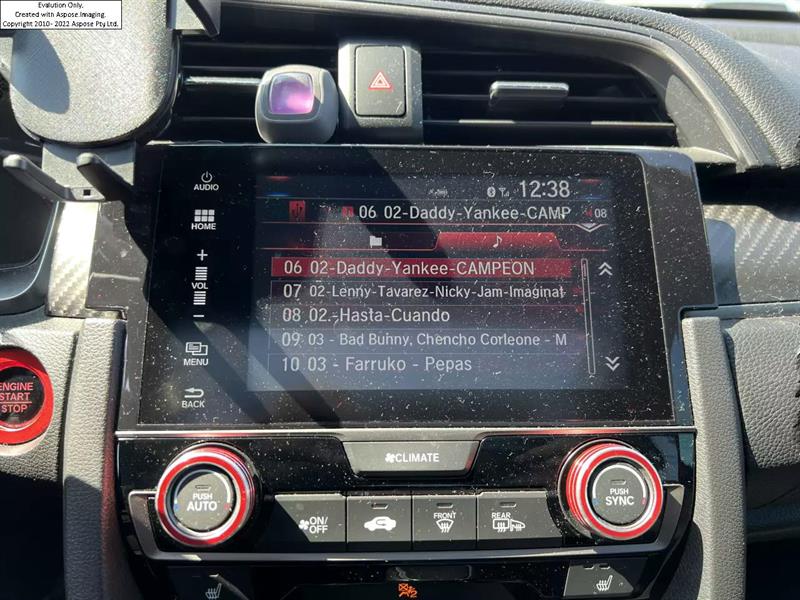 Evalution Only.
Created with Aspose.Imaging.
Copyright 2010- 2022 Aspose Pty Ltd.
AUDIO
HOME
+
VOL
−
MENU
BACK
12:38
06 02-Daddy-Yankee-CAMP
08
06 02-Daddy-Yankee-CAMPEON
07 02-Lenny-Tavarez-Nicky-Jam-Imaginat
08 02.-Hasta-Cuando
09 03 - Bad Bunny, Chencho Corleone - M
10 03 - Farruko - Pepas
ENGINE
START
STOP
CLIMATE
PUSH
AUTO
ON/
OFF
FRONT
REAR
PUSH
SYNC